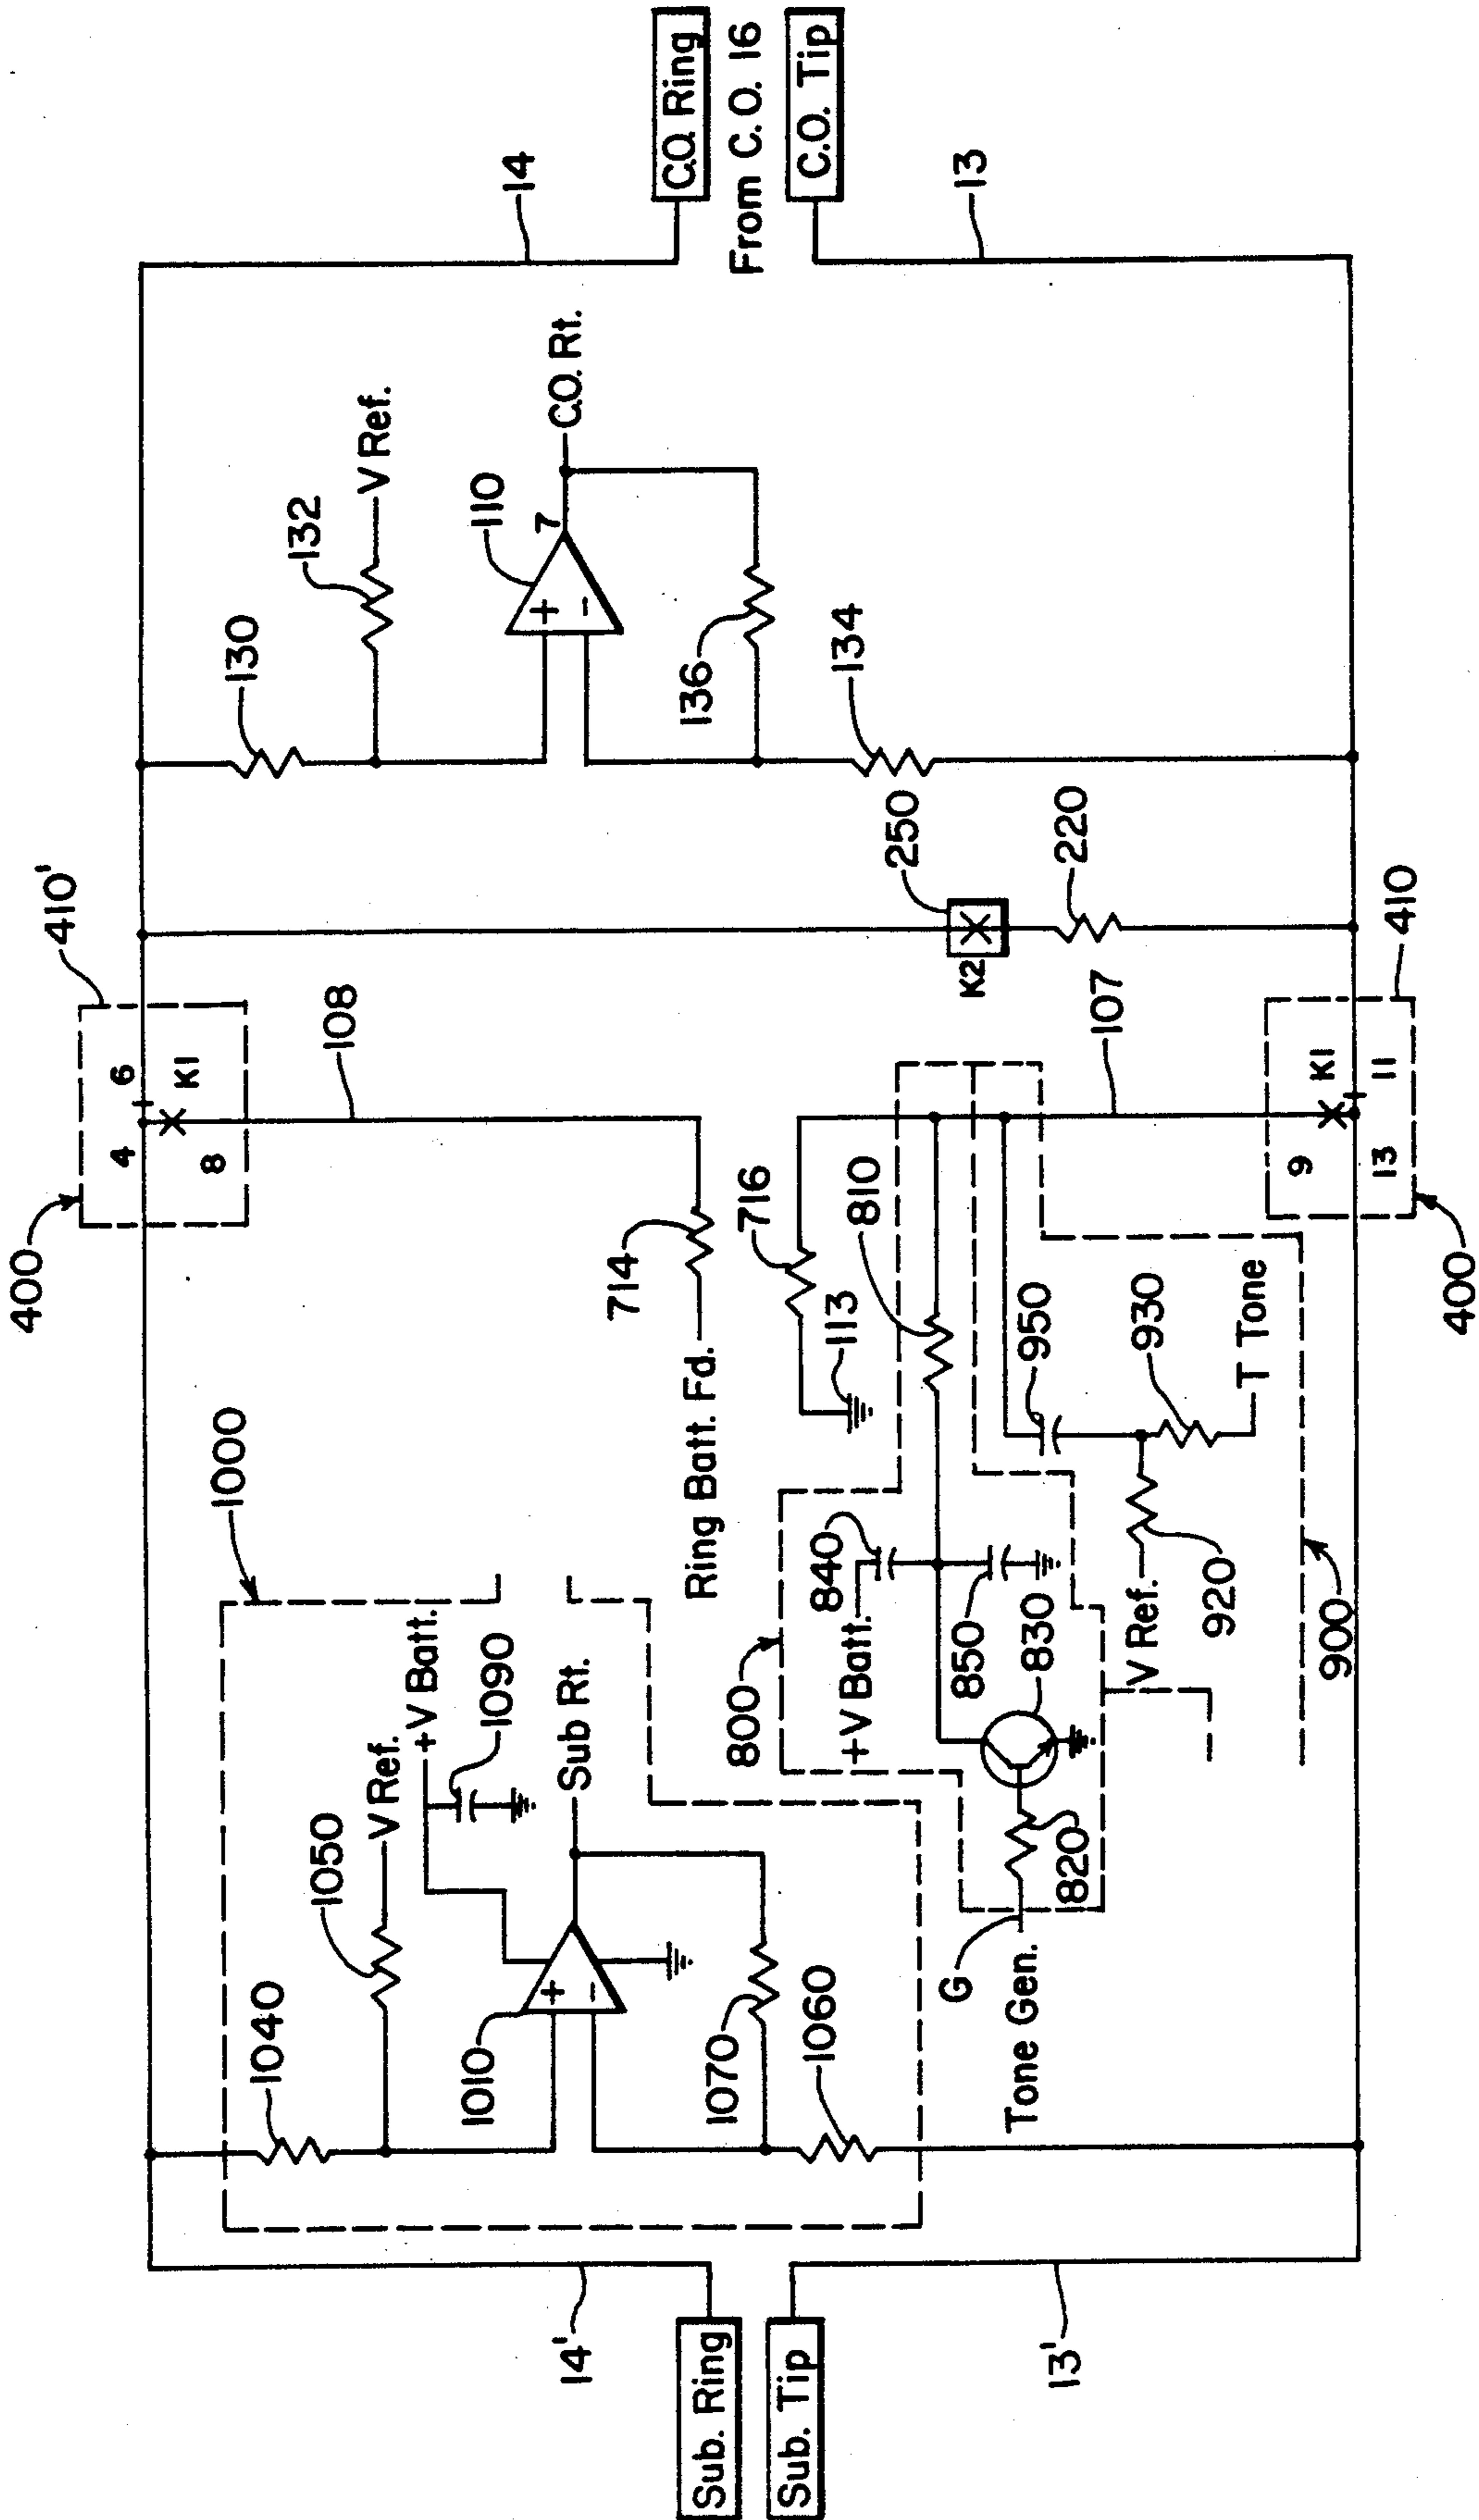 400
410'
4
6
8
K1
108
14
C.O. Ring
From C.O. 16
C.O. Tip
13
130
132
V Ref.
110
+
-
7
C.O. Rt.
136
134
250
K2
220
107
410
K1
9
11
13
400
714
Ring Batt. Fd.
716
113
810
800
840
+V Batt.
850
830
820
G
Tone Gen.
950
930
T Tone
V Ref.
920
900
1000
1040
1050
V Ref.
+V Batt.
1090
1010
+
-
Sub Rt.
1070
1060
14'
Sub. Ring
Sub. Tip
13'